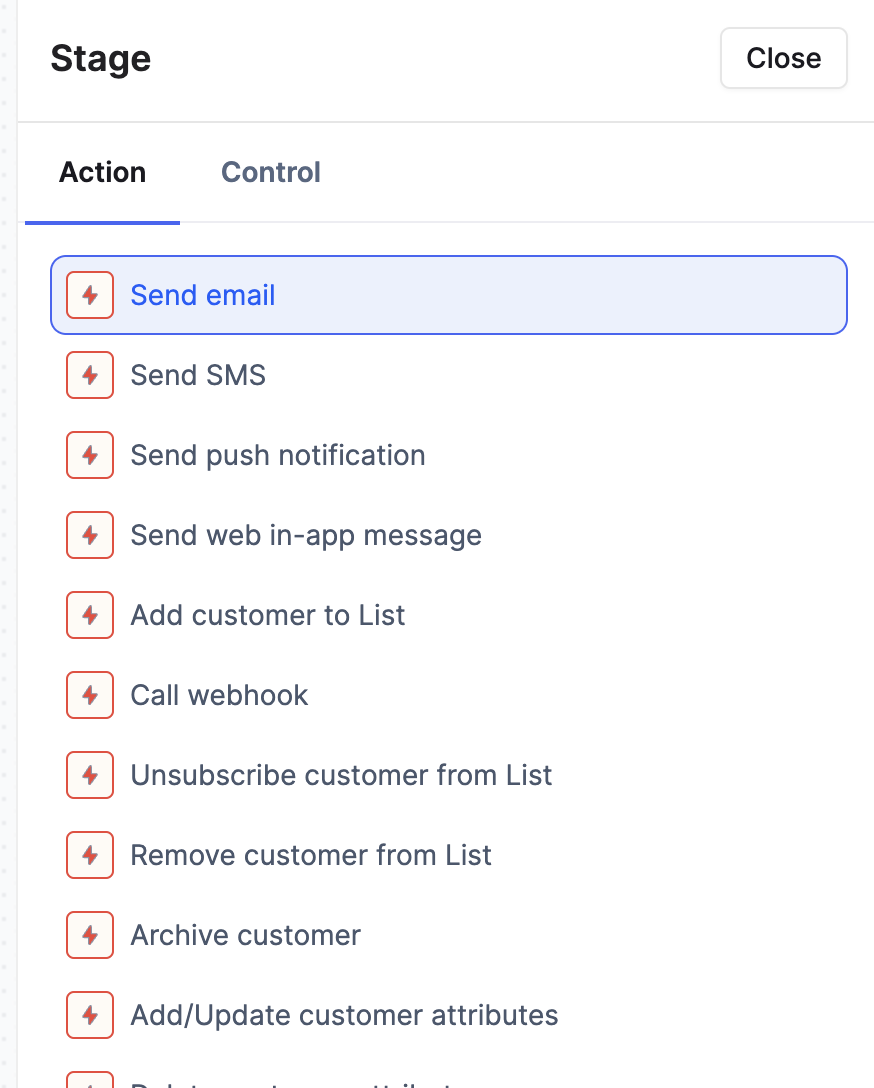 Stage
Close
Action
Control
Send email
Send SMS
Send push notification
Send web in-app message
Add customer to List
Call webhook
Unsubscribe customer from List
Remove customer from List
Archive customer
Add/Update customer attributes